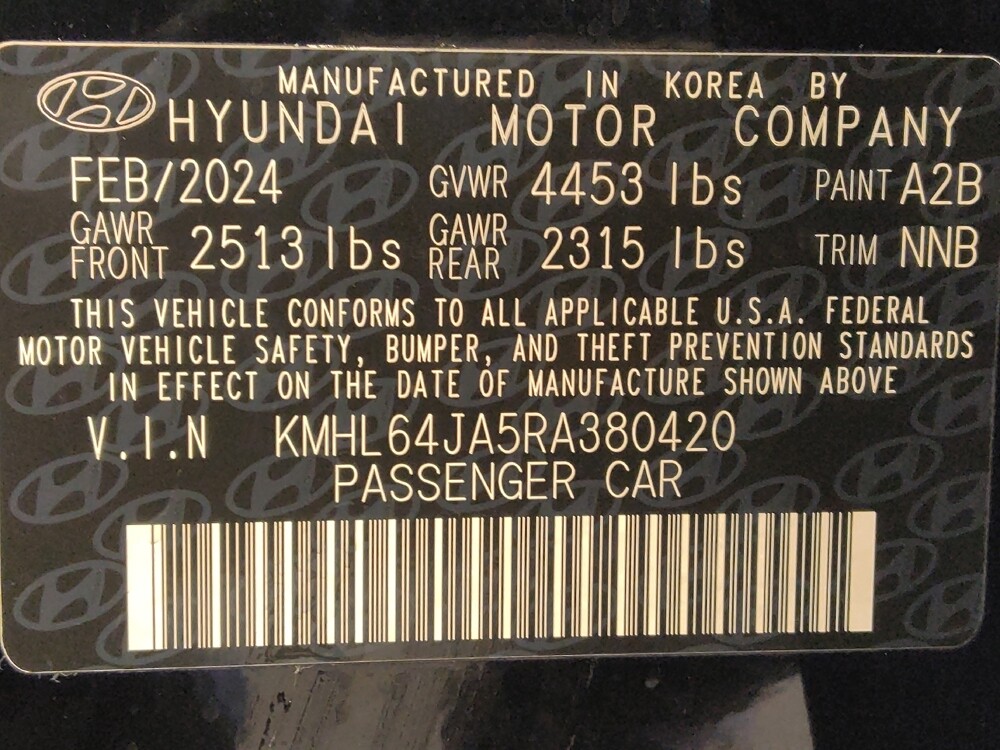 MANUFACTURED IN KOREA BY
HYUNDAI MOTOR COMPANY
FEB/2024 GVWR 4453 lbs PAINT A2B
GAWR FRONT 2513 lbs GAWR REAR 2315 lbs TRIM NNB
THIS VEHICLE CONFORMS TO ALL APPLICABLE U.S.A. FEDERAL
MOTOR VEHICLE SAFETY, BUMPER, AND THEFT PREVENTION STANDARDS
IN EFFECT ON THE DATE OF MANUFACTURE SHOWN ABOVE
V.I.N KMHL64JA5RA380420
PASSENGER CAR